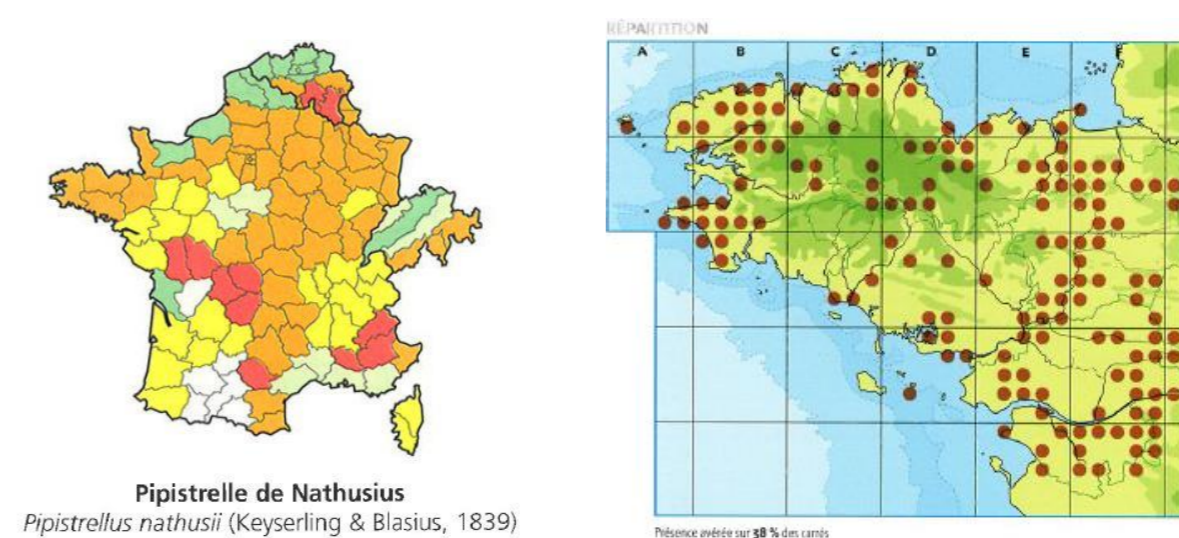 RÉPARTITION
A B C D E F
Pipistrelle de Nathusius
Pipistrellus nathusii (Keyserling & Blasius, 1839)
Présence avérée sur 38 % des carrés